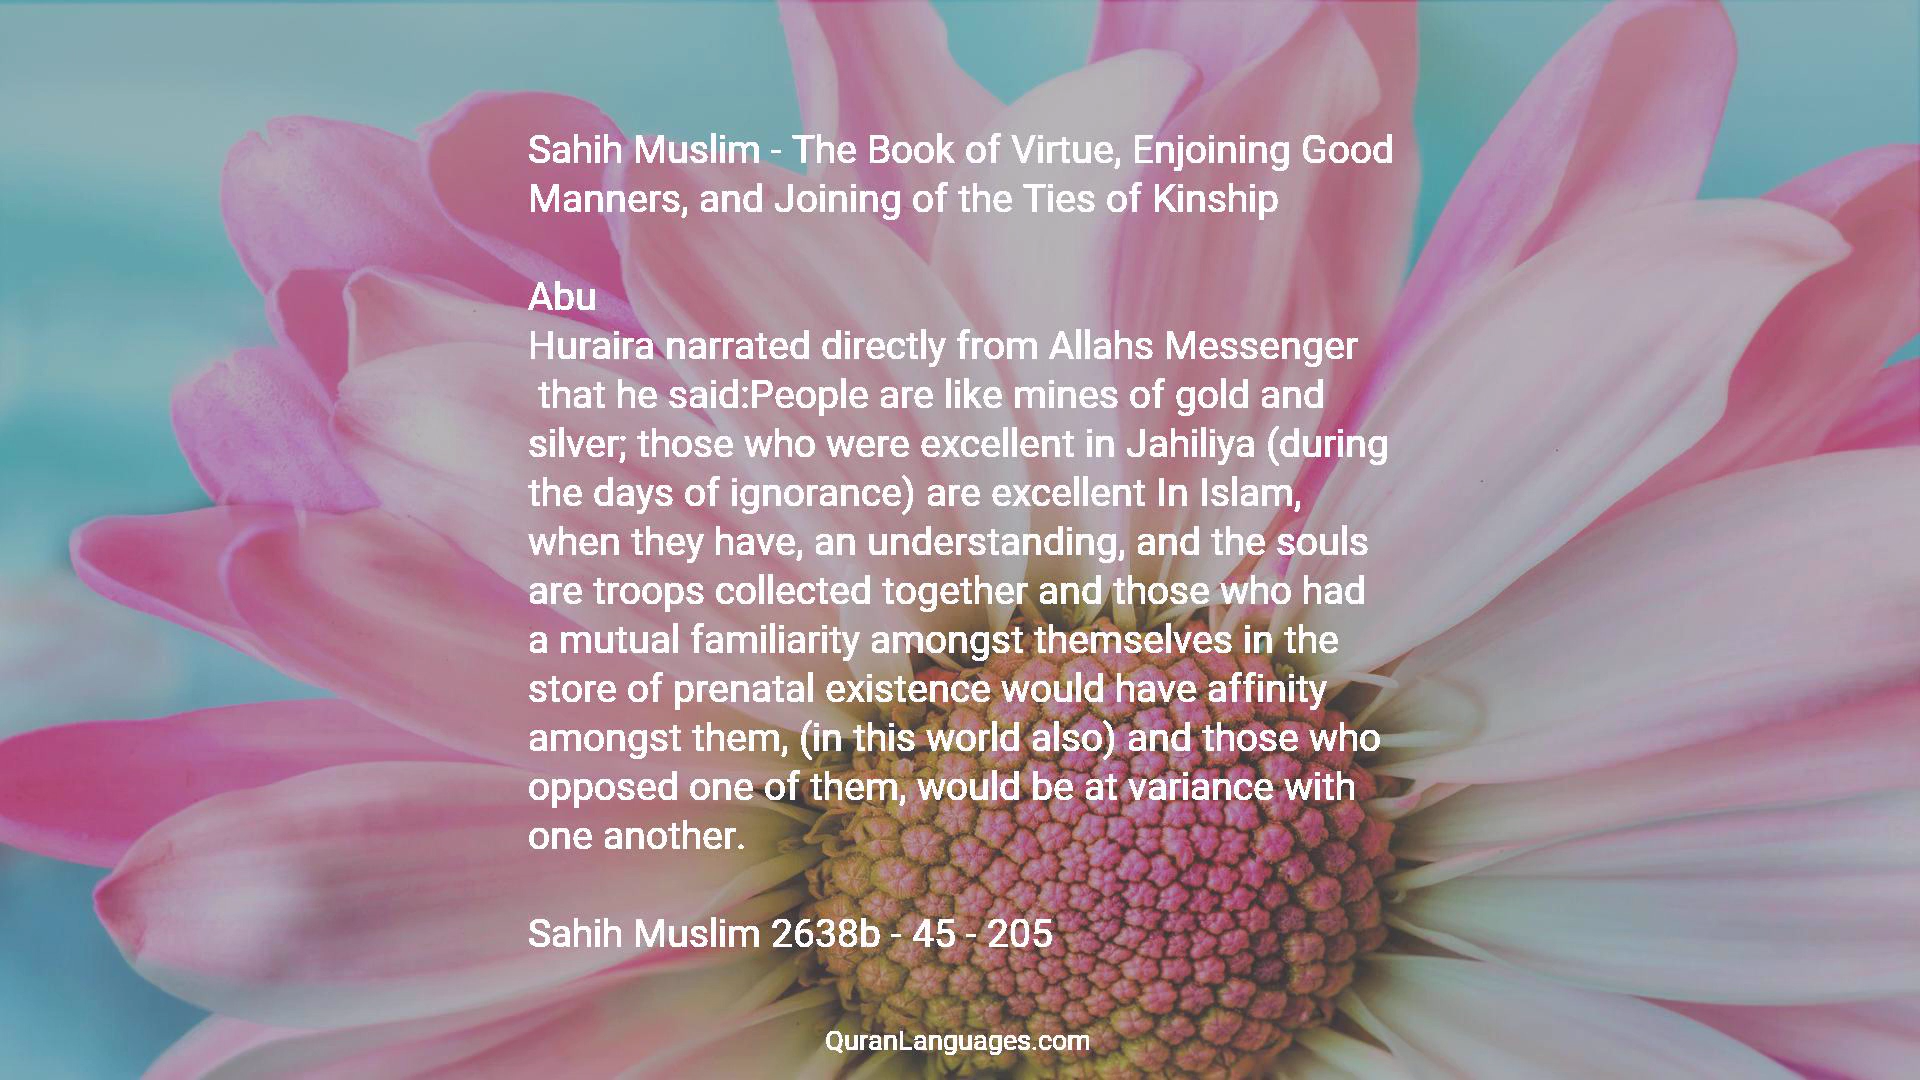 Sahih Muslim - The Book of Virtue, Enjoining Good
Manners, and Joining of the Ties of Kinship
Abu
Huraira narrated directly from Allahs Messenger
that he said:People are like mines of gold and
silver; those who were excellent in Jahiliya (during
the days of ignorance) are excellent In Islam,
when they have, an understanding, and the souls
are troops collected together and those who had
a mutual familiarity amongst themselves in the
store of prenatal existence would have affinity
amongst them, (in this world also) and those who
opposed one of them, would be at variance with
one another.
Sahih Muslim 2638b - 45 - 205
QuranLanguages.com